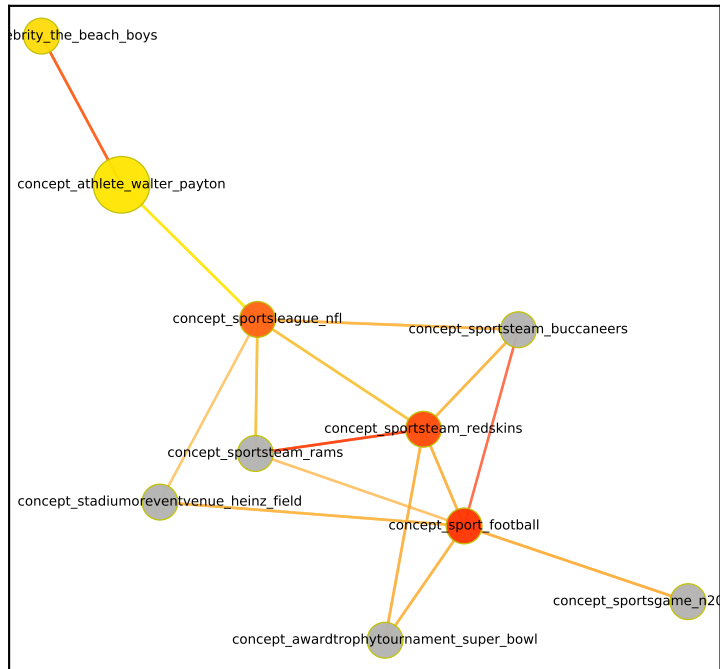 ebrity_the_beach_boys
concept_athlete_walter_payton
concept_sportsleague_nfl
concept_sportsteam_buccaneers
concept_sportsteam_redskins
concept_sportsteam_rams
concept_stadiumoreventvenue_heinz_field
concept_sport_football
concept_sportsgame_n20
concept_awardtrophytournament_super_bowl